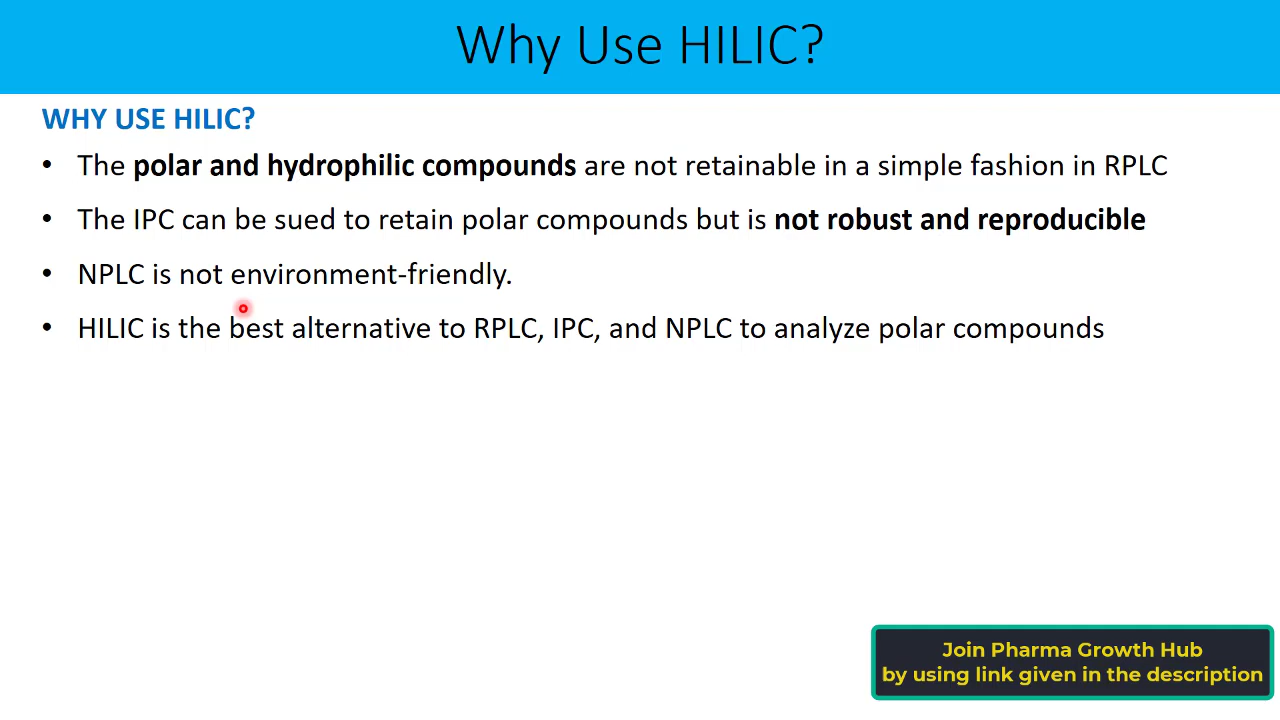 Why Use HILIC?
WHY USE HILIC?
• The polar and hydrophilic compounds are not retainable in a simple fashion in RPLC
• The IPC can be sued to retain polar compounds but is not robust and reproducible
• NPLC is not environment-friendly.
• HILIC is the best alternative to RPLC, IPC, and NPLC to analyze polar compounds
Join Pharma Growth Hub
by using link given in the description